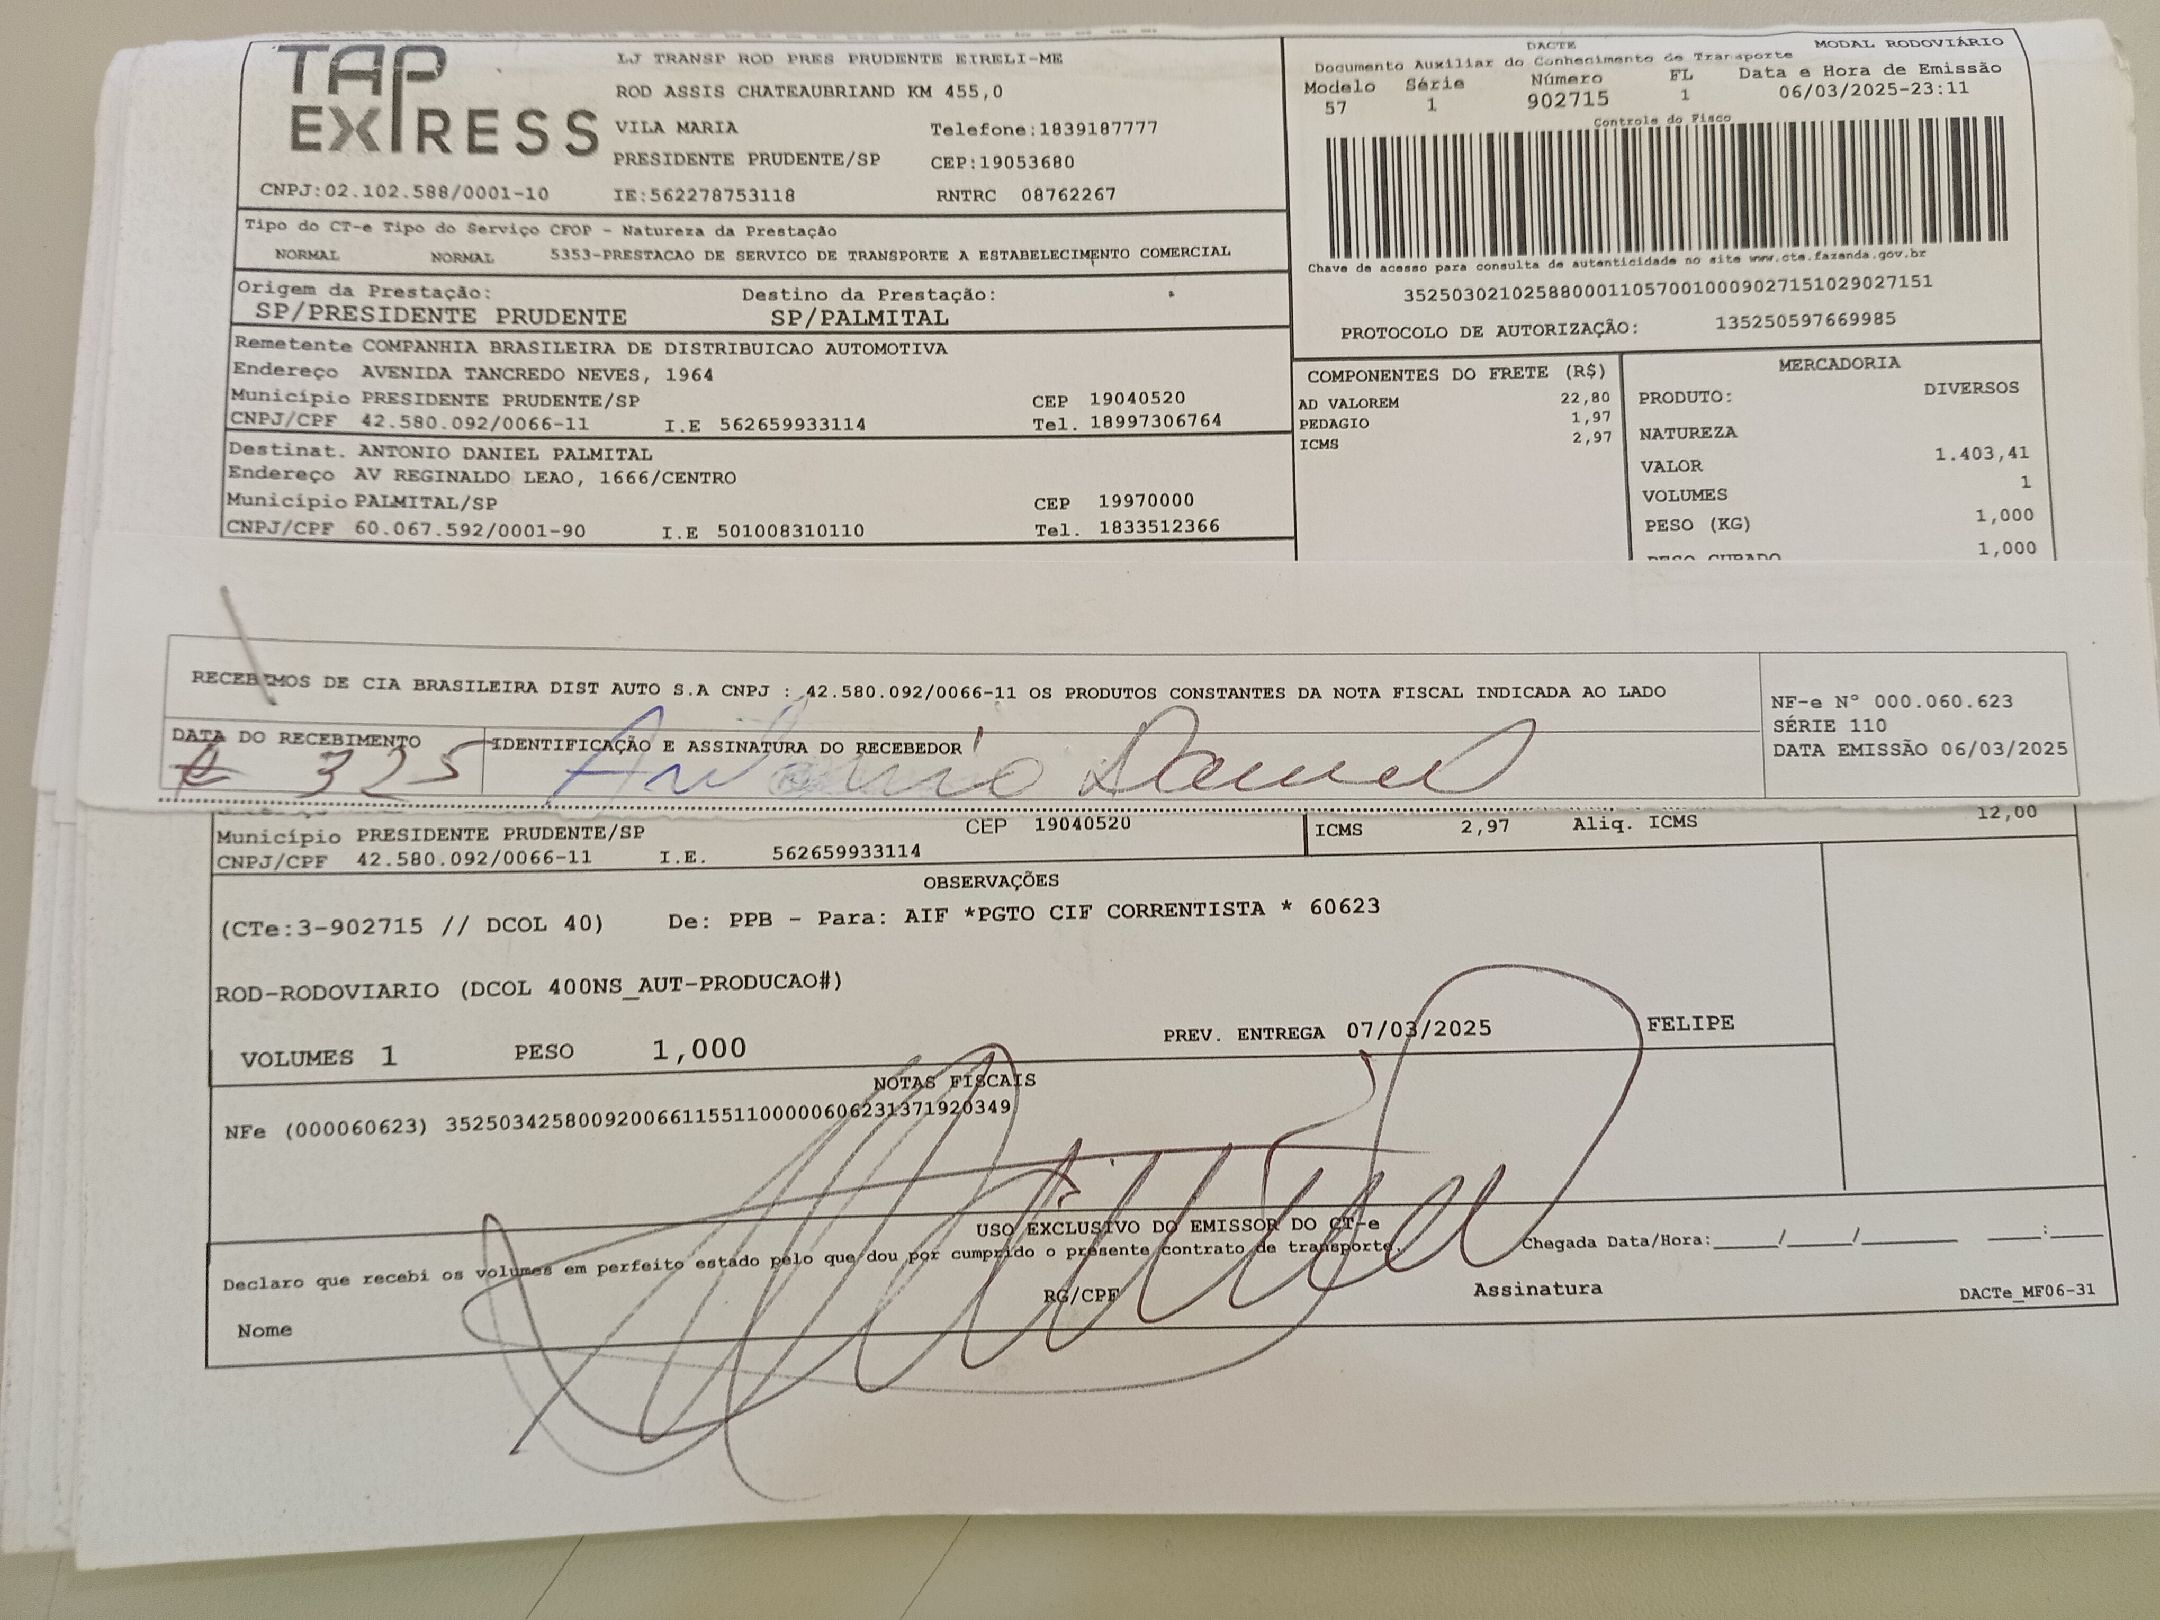 TAP EXPRESS
LJ TRANSP ROD PRES PRUDENTE EIRELI-ME
ROD ASSIS CHATEAUBRIAND KM 455,0
VILA MARIA Telefone:1839187777
PRESIDENTE PRUDENTE/SP CEP:19053680
CNPJ:02.102.588/0001-10 IE:562278753118 RNTRC 08762267
DACTE MODAL RODOVIÁRIO
Documento Auxiliar do Conhecimento de Transporte
Modelo Série Número FL Data e Hora de Emissão
57 1 902715 1 06/03/2025-23:11
Controle do Fisco
Chave de acesso para consulta de autenticidade no site www.cte.fazenda.gov.br
35250302102588000110570010009027151029027151
PROTOCOLO DE AUTORIZAÇÃO: 135250597669985
Tipo do CT-e Tipo do Serviço CFOP - Natureza da Prestação
NORMAL NORMAL 5353-PRESTACAO DE SERVICO DE TRANSPORTE A ESTABELECIMENTO COMERCIAL
Origem da Prestação: Destino da Prestação:
SP/PRESIDENTE PRUDENTE SP/PALMITAL
Remetente COMPANHIA BRASILEIRA DE DISTRIBUICAO AUTOMOTIVA
Endereço AVENIDA TANCREDO NEVES, 1964
Município PRESIDENTE PRUDENTE/SP CEP 19040520
CNPJ/CPF 42.580.092/0066-11 I.E 562659933114 Tel. 18997306764
Destinat. ANTONIO DANIEL PALMITAL
Endereço AV REGINALDO LEAO, 1666/CENTRO
Município PALMITAL/SP CEP 19970000
CNPJ/CPF 60.067.592/0001-90 I.E 501008310110 Tel. 1833512366
COMPONENTES DO FRETE (R$)
AD VALOREM 22,80
PEDAGIO 1,97
ICMS 2,97
MERCADORIA
PRODUTO: DIVERSOS
NATUREZA
VALOR 1.403,41
VOLUMES 1
PESO (KG) 1,000
PESO CUBADO 1,000
RECEBEMOS DE CIA BRASILEIRA DIST AUTO S.A CNPJ : 42.580.092/0066-11 OS PRODUTOS CONSTANTES DA NOTA FISCAL INDICADA AO LADO
NF-e N° 000.060.623
SÉRIE 110
DATA EMISSÃO 06/03/2025
DATA DO RECEBIMENTO IDENTIFICAÇÃO E ASSINATURA DO RECEBEDOR
3 25 Antonio Daniel
Município PRESIDENTE PRUDENTE/SP CEP 19040520
CNPJ/CPF 42.580.092/0066-11 I.E. 562659933114
ICMS 2,97 Aliq. ICMS 12,00
OBSERVAÇÕES
(CTe:3-902715 // DCOL 40) De: PPB - Para: AIF *PGTO CIF CORRENTISTA * 60623
ROD-RODOVIARIO (DCOL 400NS_AUT-PRODUCAO#)
VOLUMES 1 PESO 1,000 PREV. ENTREGA 07/03/2025 FELIPE
NOTAS FISCAIS
NFe (000060623) 35250342580092006611551100000606231371920349
USO EXCLUSIVO DO EMISSOR DO CT-e
Declaro que recebi os volumes em perfeito estado pelo que dou por cumprido o presente contrato de transporte. Chegada Data/Hora:_____/_____/_______ ____:____
Nome RG/CPF Assinatura DACTe_MF06-31